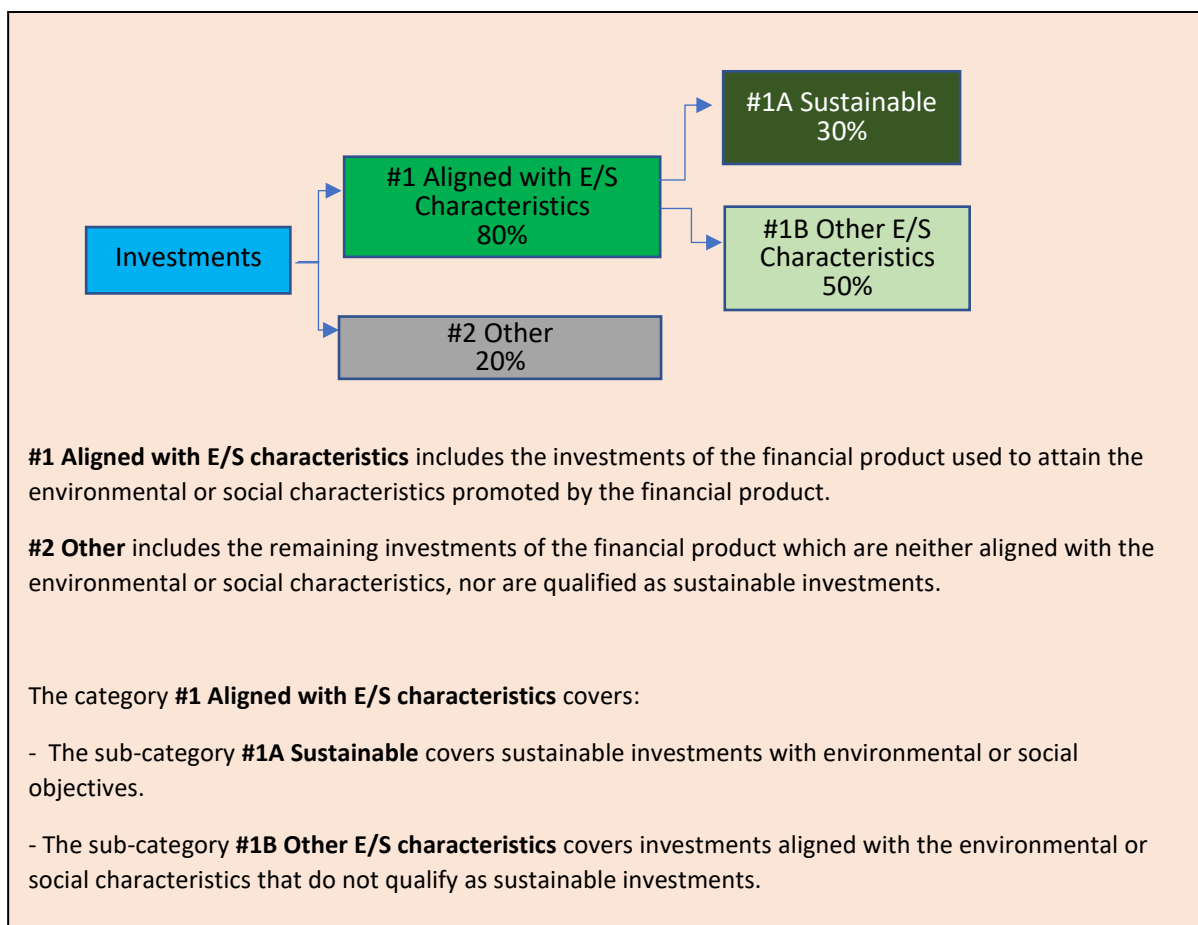 #1A Sustainable
30%
#1 Aligned with E/S
Characteristics
80%
Investments
#1B Other E/S
Characteristics
50%
#2 Other
20%
#1 Aligned with E/S characteristics includes the investments of the financial product used to attain the
environmental or social characteristics promoted by the financial product.
#2 Other includes the remaining investments of the financial product which are neither aligned with the
environmental or social characteristics, nor are qualified as sustainable investments.
The category #1 Aligned with E/S characteristics covers:
- The sub-category #1A Sustainable covers sustainable investments with environmental or social
objectives.
- The sub-category #1B Other E/S characteristics covers investments aligned with the environmental or
social characteristics that do not qualify as sustainable investments.